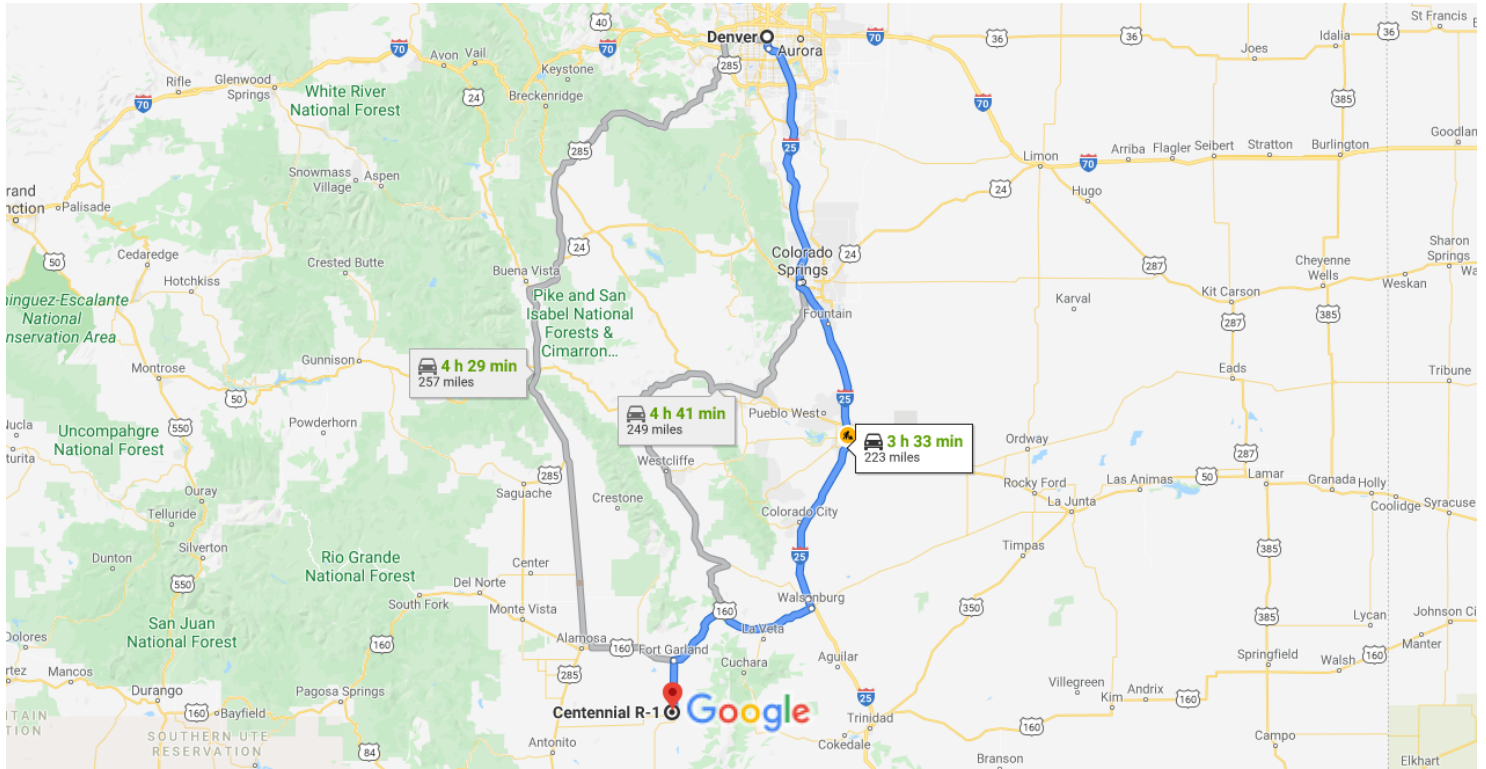 St Francis
40
Denver
Aurora
70
36
36
Idalia
36
Avon
Vail
70
70
285
Joes
Keystone
Rifle
Glenwood
Springs
White River
National Forest
24
Breckenridge
70
70
385
25
285
Goodlan
Limon
Arriba
Flagler
Seibert
Stratton
Burlington
70
Snowmass
Village
Aspen
24
Hugo
rand
nction
Palisade
24
Colorado
Springs
24
Sharon
Springs
50
Cedaredge
Crested Butte
287
Cheyenne
Wells
Wa
Hotchkiss
Buena Vista
Weskan
Kit Carson
Karval
ninguez-Escalante
National
nservation Area
Pike and San
Isabel National
Forests &
Cimarron...
Fountain
287
385
Gunnison
4 h 29 min
257 miles
Montrose
50
50
Eads
Tribune
25
4 h 41 min
249 miles
Pueblo West
Nucla
Powderhorn
turita
Uncompahgre
National Forest
550
3 h 33 min
223 miles
Ordway
287
Westcliffe
285
Lamar
Saguache
Rocky Ford
Las Animas
50
Granada
Holly
Ouray
Crestone
La Junta
Coolidge
Syracuse
Telluride
Colorado City
Silverton
Timpas
385
Dunton
25
Rio Grande
National Forest
Center
550
Del Norte
Walsenburg
South Fork
Monte Vista
160
350
Lycan
Johnson Ci
San Juan
National Forest
La Veta
Dolores
160
Alamosa
160
Manter
Fort Garland
Springfield
Walsh
160
rtez
Mancos
285
Cuchara
Aguilar
Villegreen
Durango
Pagosa Springs
25
Kim
Andrix
160
160
Bayfield
Centennial R-1
Google
Trinidad
160
SOUTHERN UTE
RESERVATION
84
Antonito
Cokedale
Campo
Branson
Elkhart